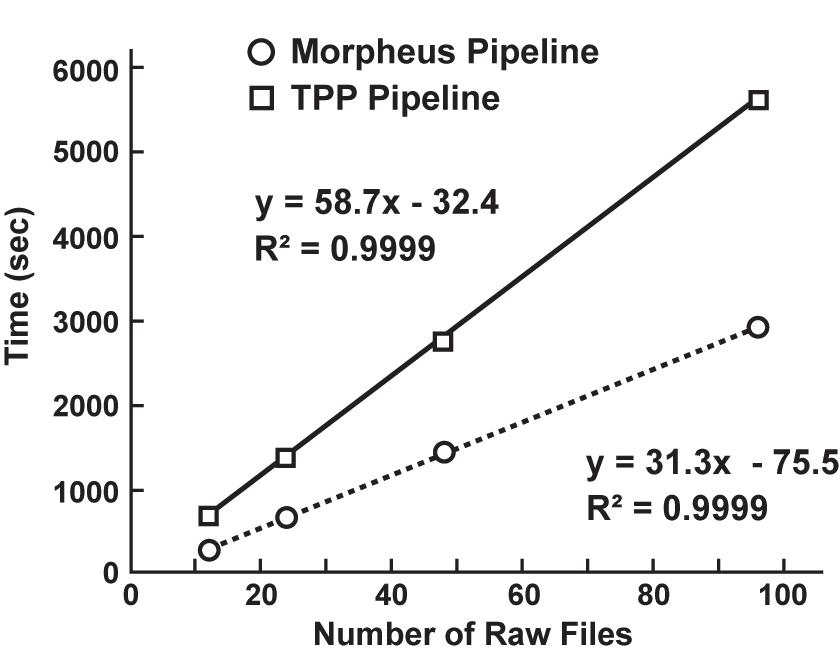 Morpheus Pipeline
TPP Pipeline
6000
5000
4000
3000
2000
1000
0
Time (sec)
y = 58.7x - 32.4
R² = 0.9999
y = 31.3x - 75.5
R² = 0.9999
0 20 40 60 80 100
Number of Raw Files